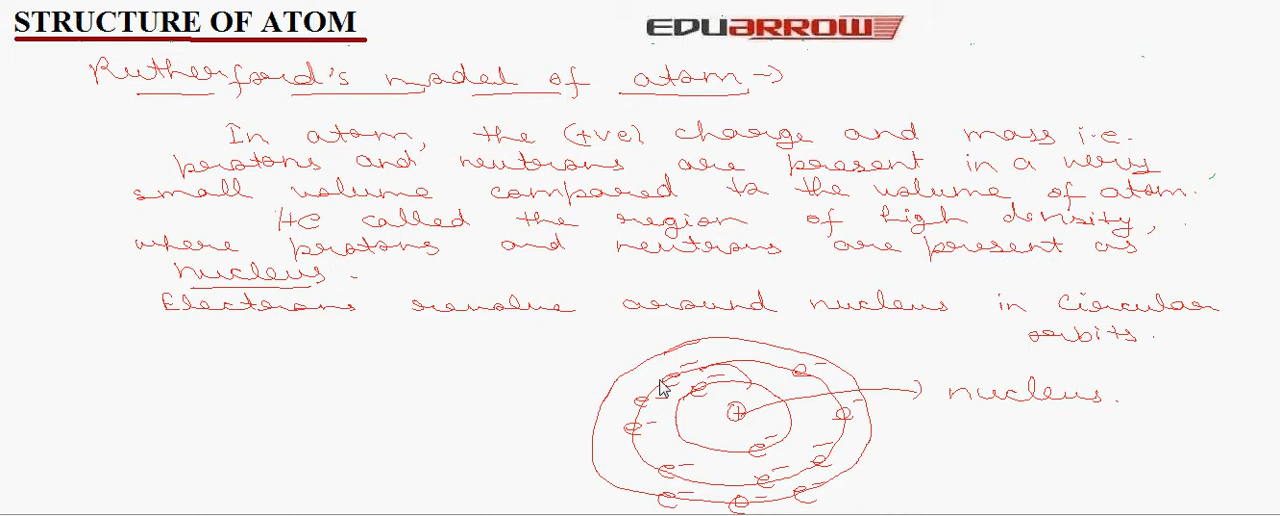 STRUCTURE OF ATOM
EDUARROW
Rutherford's model of atom →
In atom, the (+ve) charge and mass i.e.
protons and neutrons are present in a very
small volume compared to the volume of atom.
He called the region of high density,
where protons and neutrons are present as
nucleus.
Electrons revolve around nucleus in Circular
orbits.
e⁻ e⁻
e⁻
e⁻ + nucleus.
e⁻ e⁻
e⁻
e⁻ e⁻
e⁻
e⁻ e⁻ e⁻